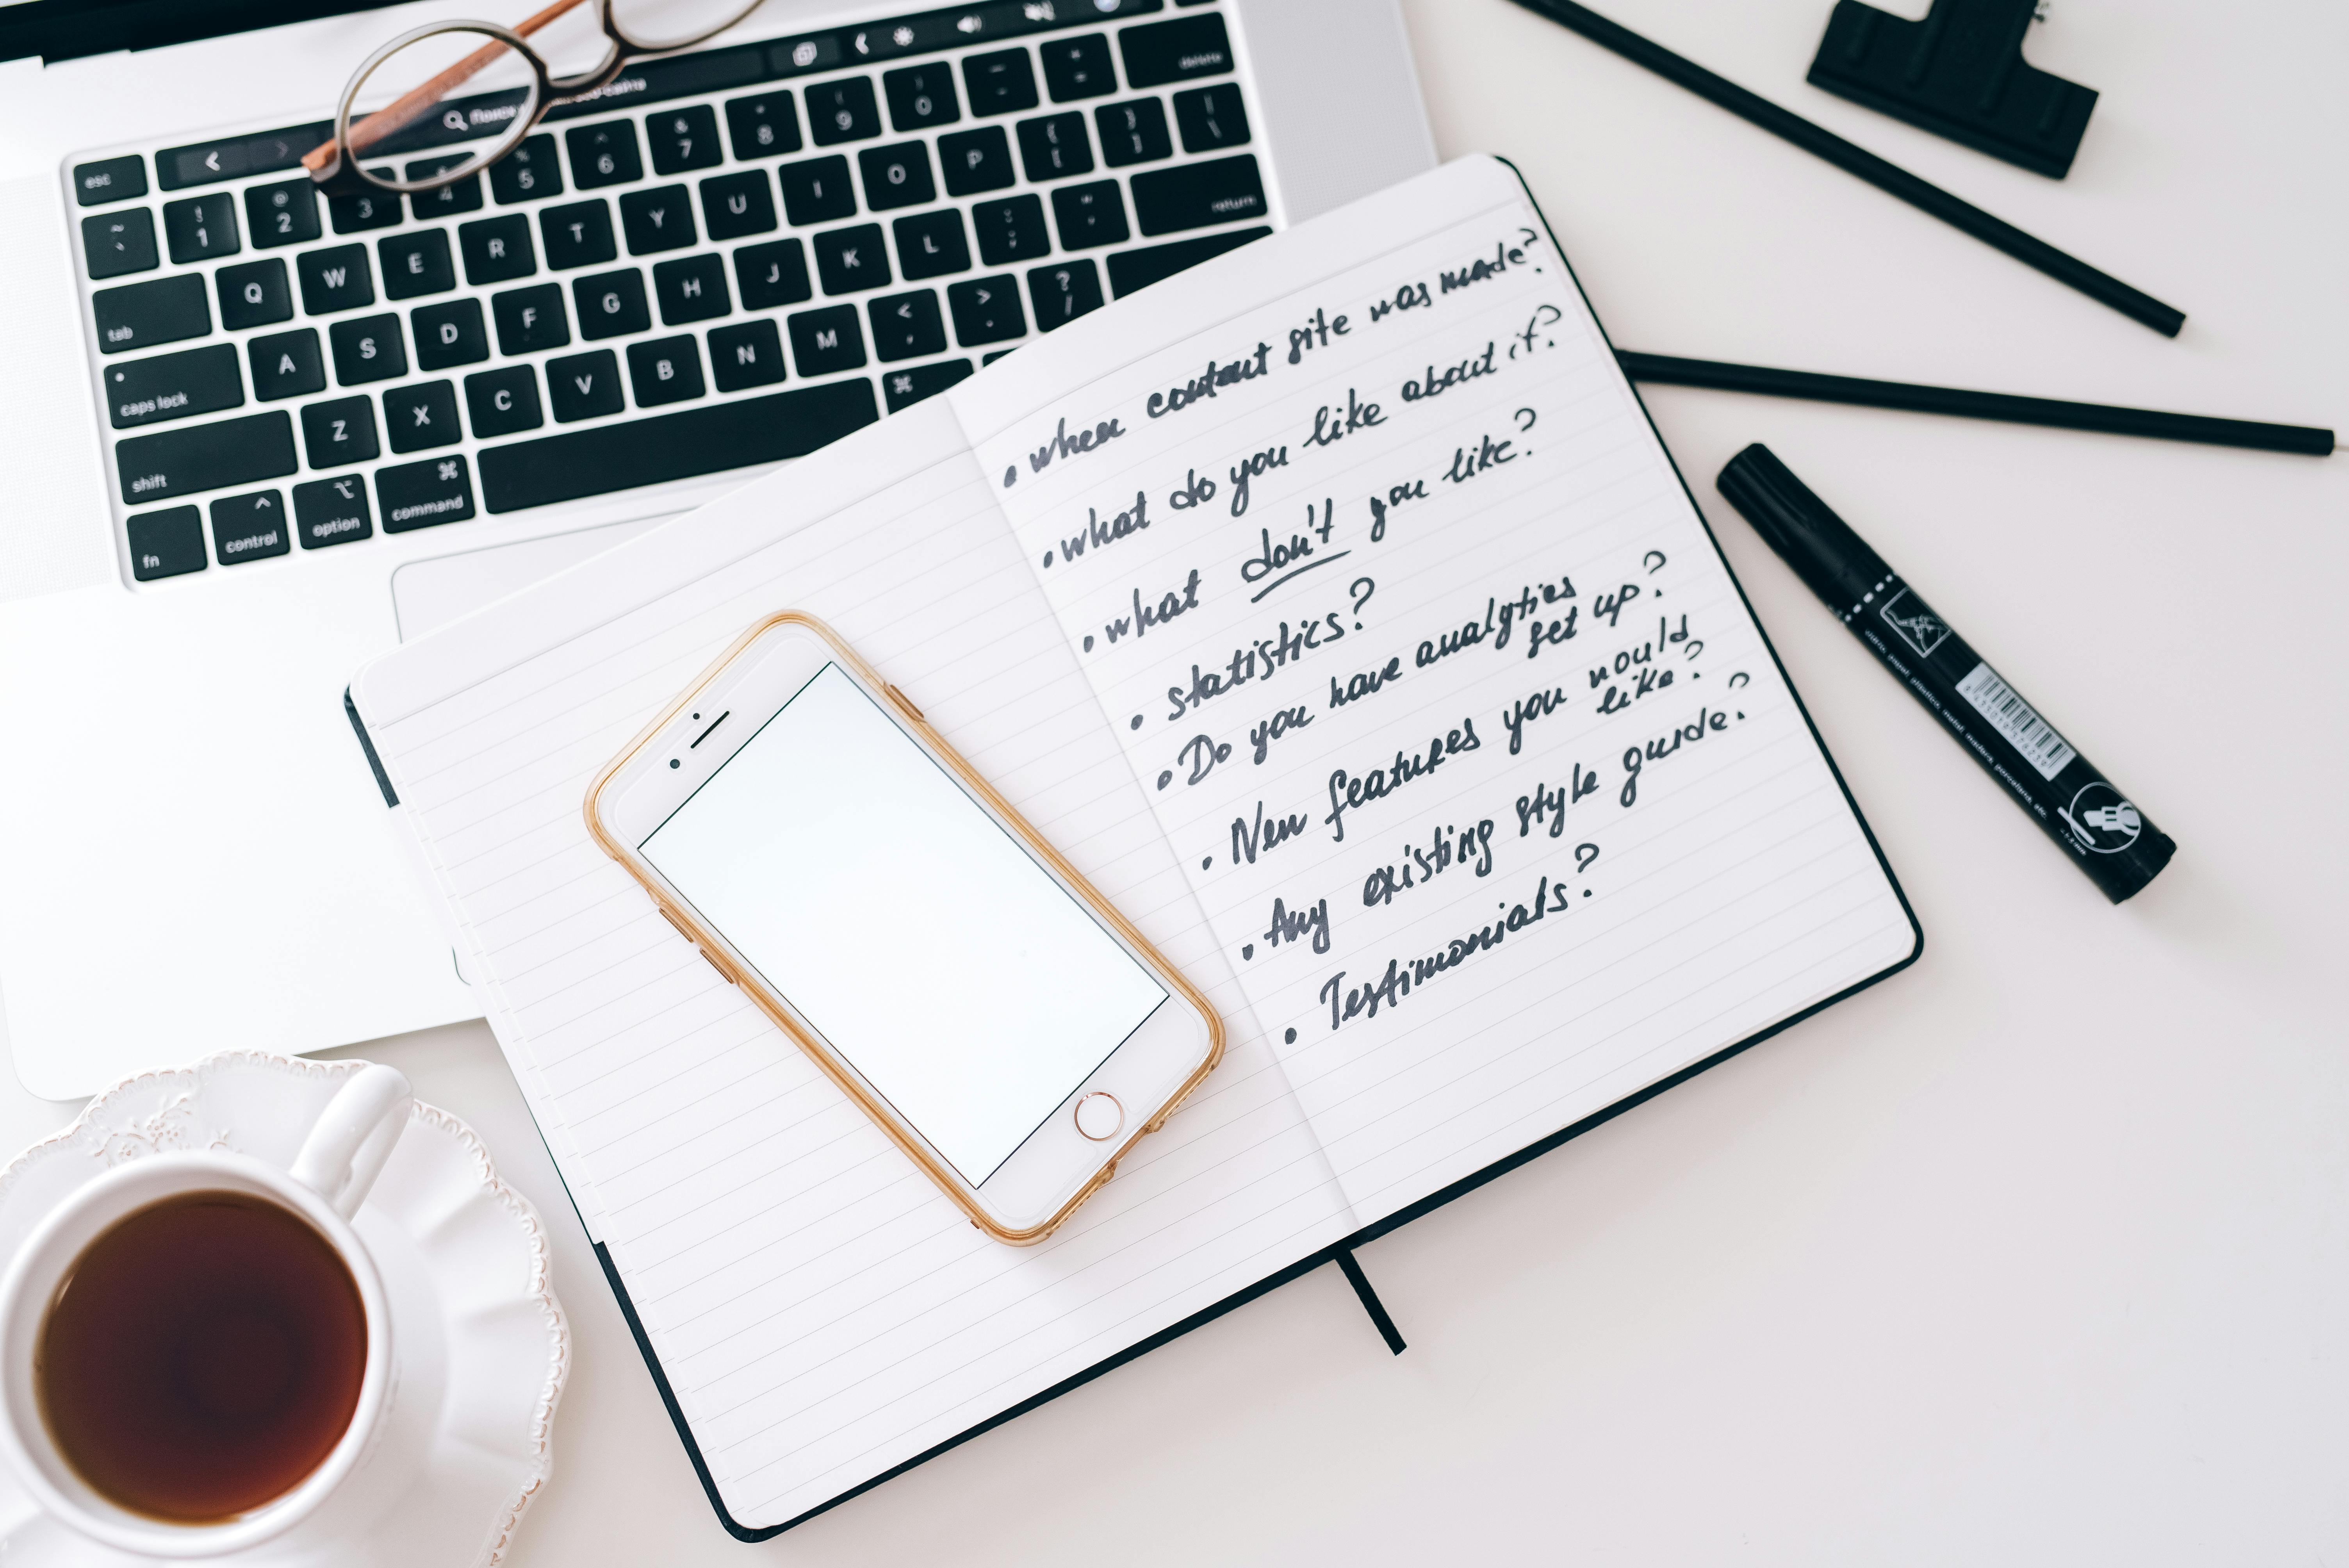 Поиск
esc
delete
~ ! @ & * ( ) _ +
` 1 2 3 4 5 6 7 8 9 0 - =
tab Q W E R T Y U I O P { [ } ] | \
caps lock A S D F G H J K L : ; " ' return
shift Z X C V B N M < , > . ? /
fn control option command ⌘ ⌘
• when content site was made?
• what do you like about it?
• what don't you like?
• statistics?
• Do you have analytics
set up?
• New features you would
like?
• Any existing style guide?
• Testimonials?